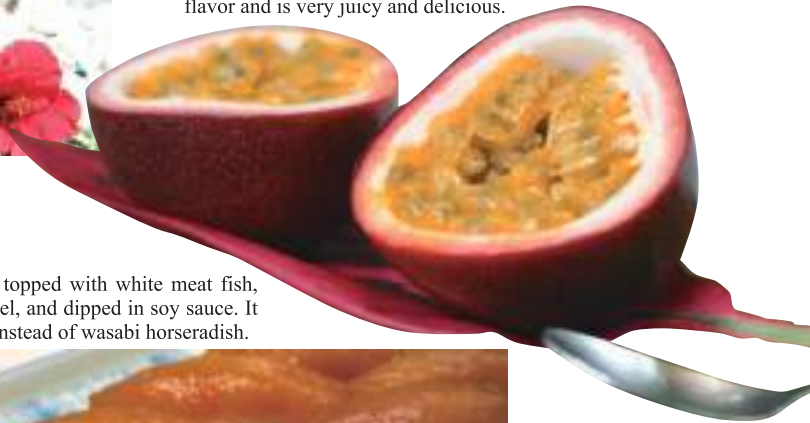 flavor and is very juicy and delicious.
topped with white meat fish,
el, and dipped in soy sauce. It
nstead of wasabi horseradish.